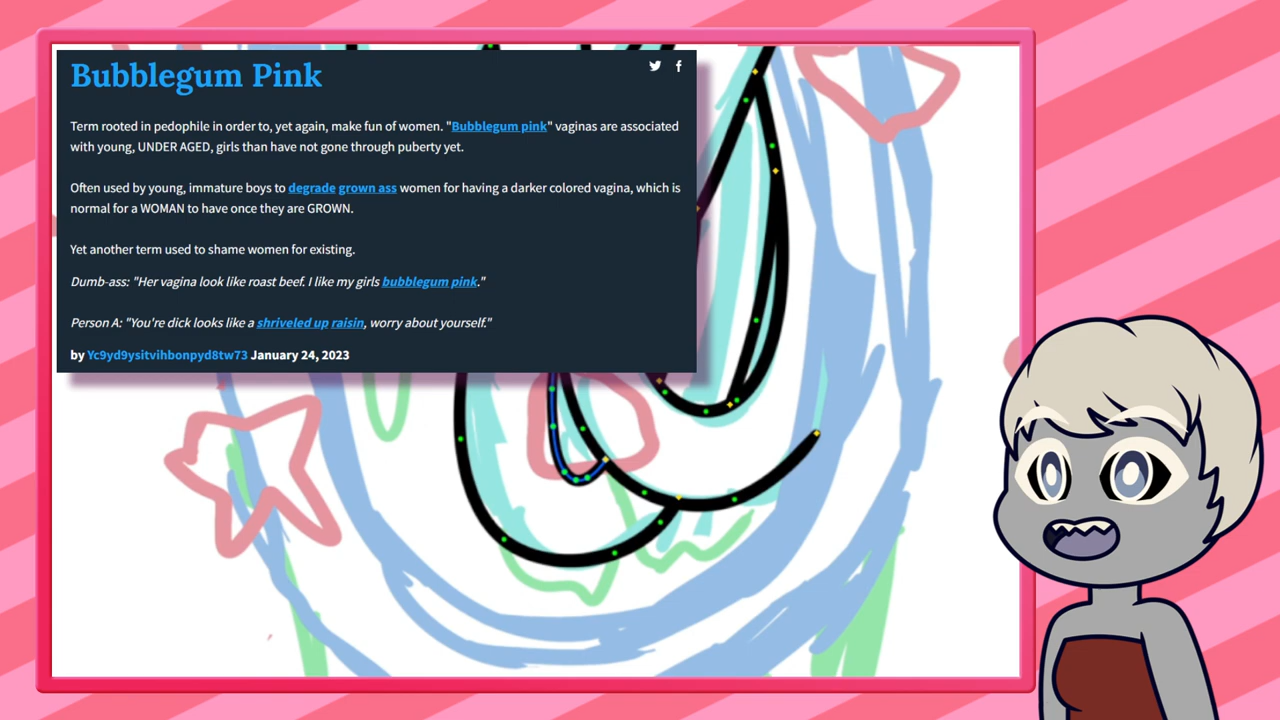 Bubblegum Pink
Term rooted in pedophile in order to, yet again, make fun of women. "Bubblegum pink" vaginas are associated
with young, UNDER AGED, girls than have not gone through puberty yet.
Often used by young, immature boys to degrade grown ass women for having a darker colored vagina, which is
normal for a WOMAN to have once they are GROWN.
Yet another term used to shame women for existing.
Dumb-ass: "Her vagina look like roast beef. I like my girls bubblegum pink."
Person A: "You're dick looks like a shriveled up raisin, worry about yourself."
by Yc9yd9ysitvihbonpyd8tw73 January 24, 2023